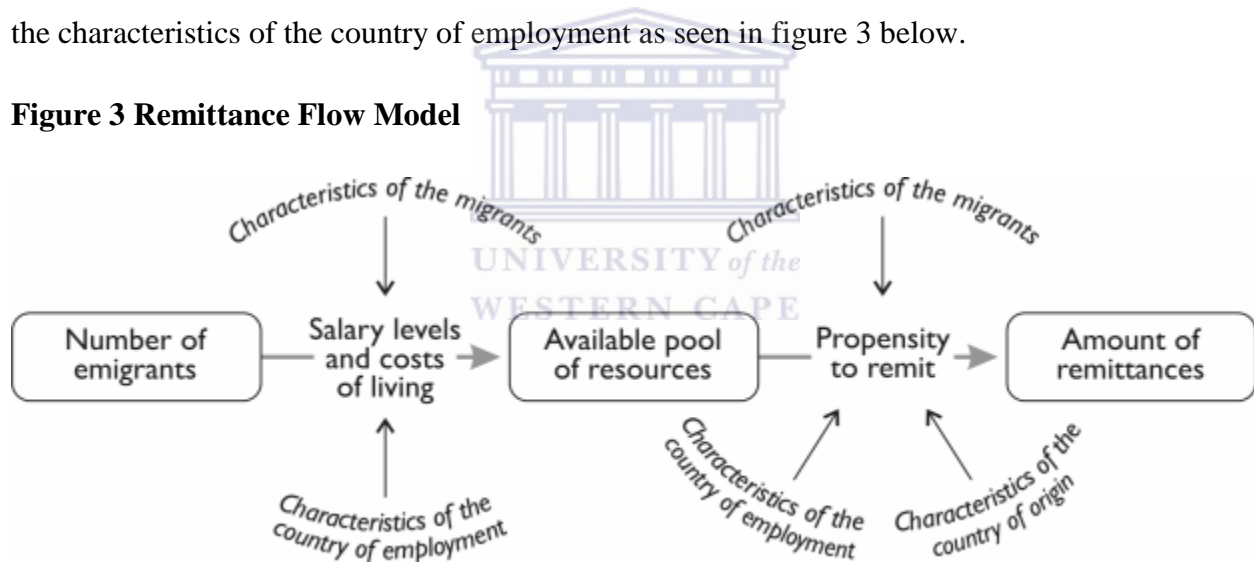 the characteristics of the country of employment as seen in figure 3 below.
Figure 3 Remittance Flow Model
Characteristics of the migrants
Characteristics of the migrants
UNIVERSITY of the
WESTERN CAPE
Number of
emigrants
Salary levels
and costs
of living
Available pool
of resources
Propensity
to remit
Amount of
remittances
Characteristics of the
country of employment
Characteristics of the
country of employment
Characteristics of the
country of origin